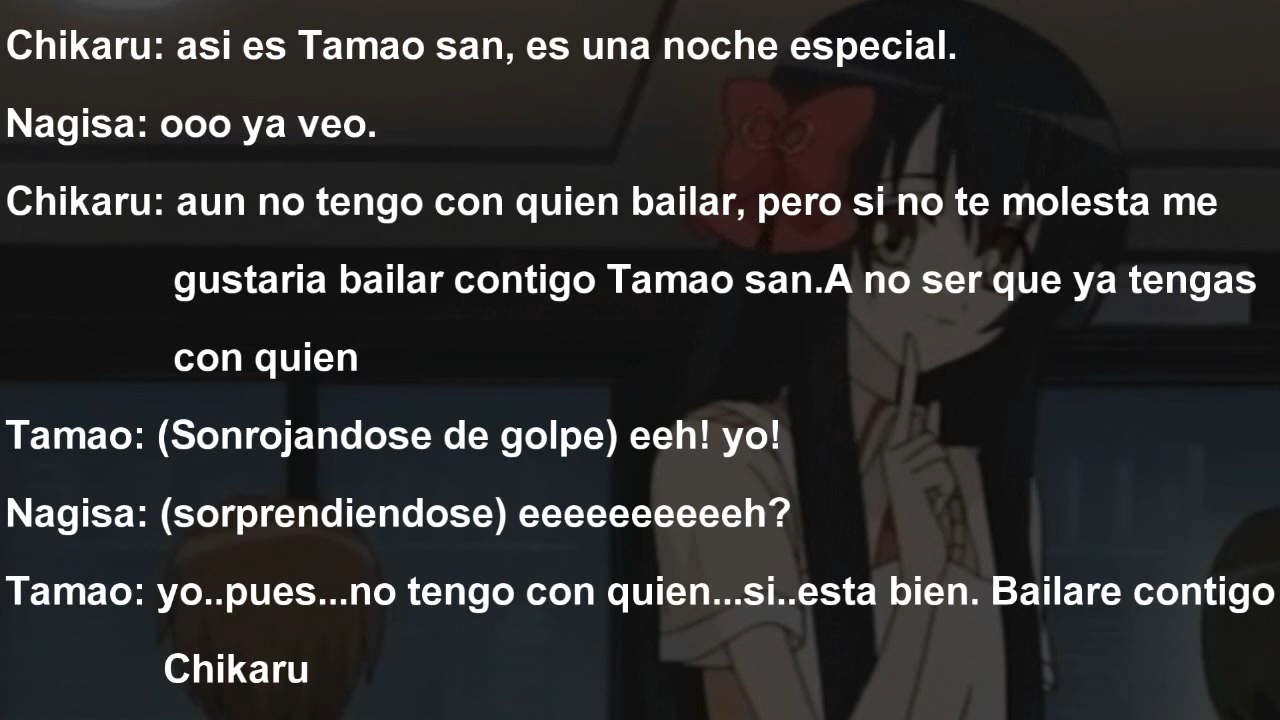 Chikaru: asi es Tamao san, es una noche especial.
Nagisa: ooo ya veo.
Chikaru: aun no tengo con quien bailar, pero si no te molesta me
gustaria bailar contigo Tamao san.A no ser que ya tengas
con quien
Tamao: (Sonrojandose de golpe) eeh! yo!
Nagisa: (sorprendiendose) eeeeeeeeeeh?
Tamao: yo..pues...no tengo con quien...si..esta bien. Bailare contigo
Chikaru